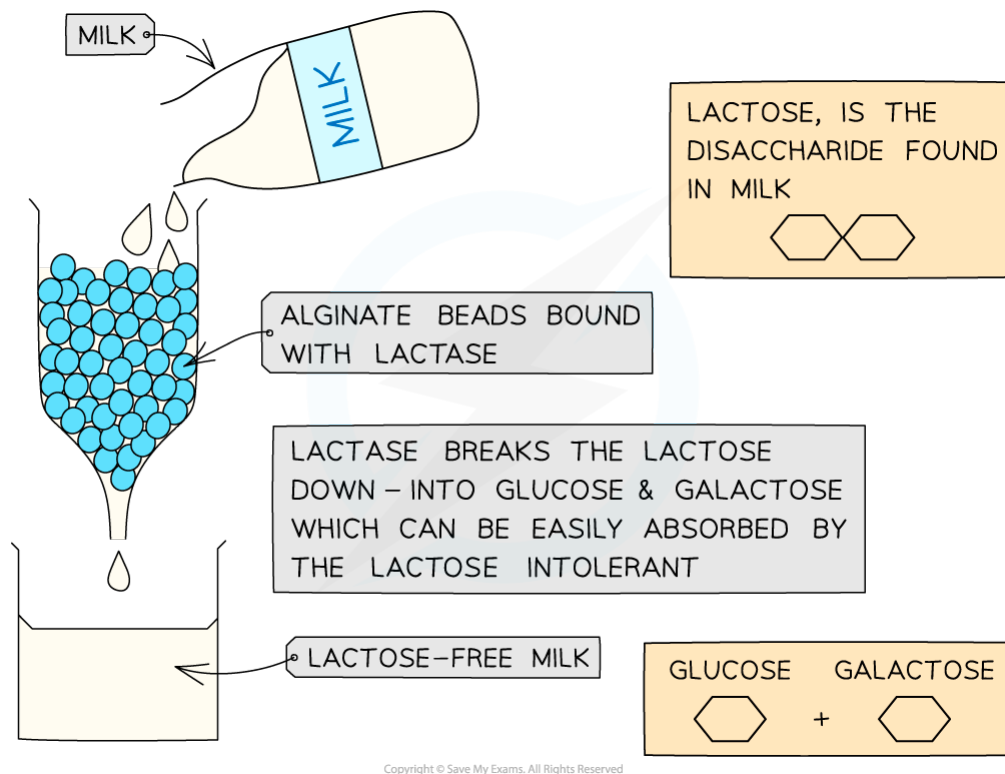 MILK
MILK
LACTOSE, IS THE
DISACCHARIDE FOUND
IN MILK
ALGINATE BEADS BOUND
WITH LACTASE
LACTASE BREAKS THE LACTOSE
DOWN – INTO GLUCOSE & GALACTOSE
WHICH CAN BE EASILY ABSORBED BY
THE LACTOSE INTOLERANT
LACTOSE-FREE MILK
GLUCOSE GALACTOSE
+
Copyright © Save My Exams. All Rights Reserved